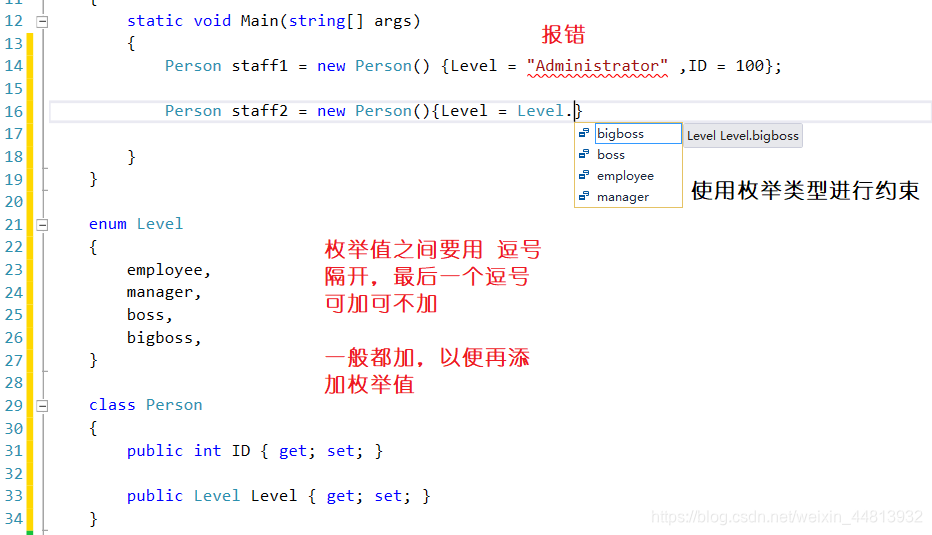 11 {
12 static void Main(string[] args)
报错
13 {
14 Person staff1 = new Person() {Level = "Administrator" ,ID = 100};
15
16 Person staff2 = new Person(){Level = Level.}
17 bigboss Level Level.bigboss
18 } boss
19 } employee
20 manager
使用枚举类型进行约束
21 enum Level
22 {
23 employee,
24 manager,
25 boss,
26 bigboss,
27 }
枚举值之间要用 逗号
隔开，最后一个逗号
可加可不加
一般都加，以便再添
加枚举值
28
29 class Person
30 {
31 public int ID { get; set; }
32
33 public Level Level { get; set; }
34 }
https://blog.csdn.net/weixin_44813932